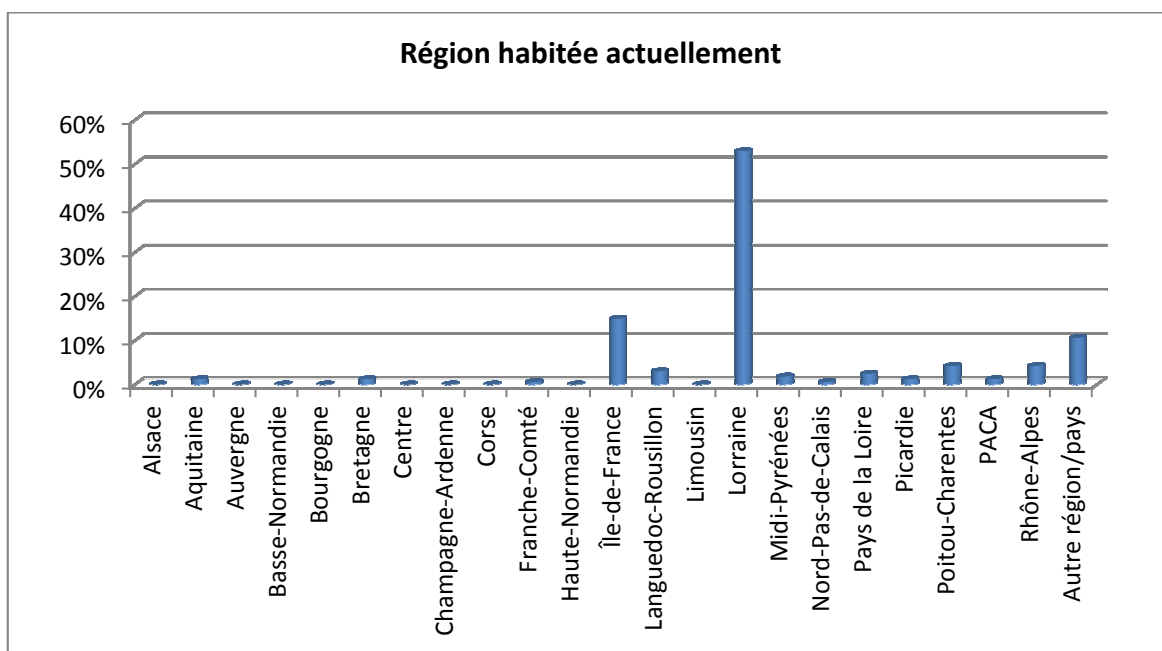 Région habitée actuellement
60%
50%
40%
30%
20%
10%
0%
Alsace
Aquitaine
Auvergne
Basse-Normandie
Bourgogne
Bretagne
Centre
Champagne-Ardenne
Corse
Franche-Comté
Haute-Normandie
Île-de-France
Languedoc-Rousillon
Limousin
Lorraine
Midi-Pyrénées
Nord-Pas-de-Calais
Pays de la Loire
Picardie
Poitou-Charentes
PACA
Rhône-Alpes
Autre région/pays